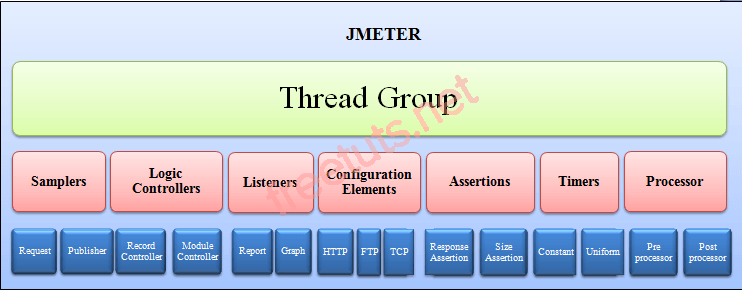 JMETER
Thread Group
freetuts.net
Samplers
Logic
Controllers
Listeners
Configuration
Elements
Assertions
Timers
Processor
Request
Publisher
Record
Controller
Module
Controller
Report
Graph
HTTP
FTP
TCP
Response
Assertion
Size
Assertion
Constant
Uniform
Pre
processor
Post
processor